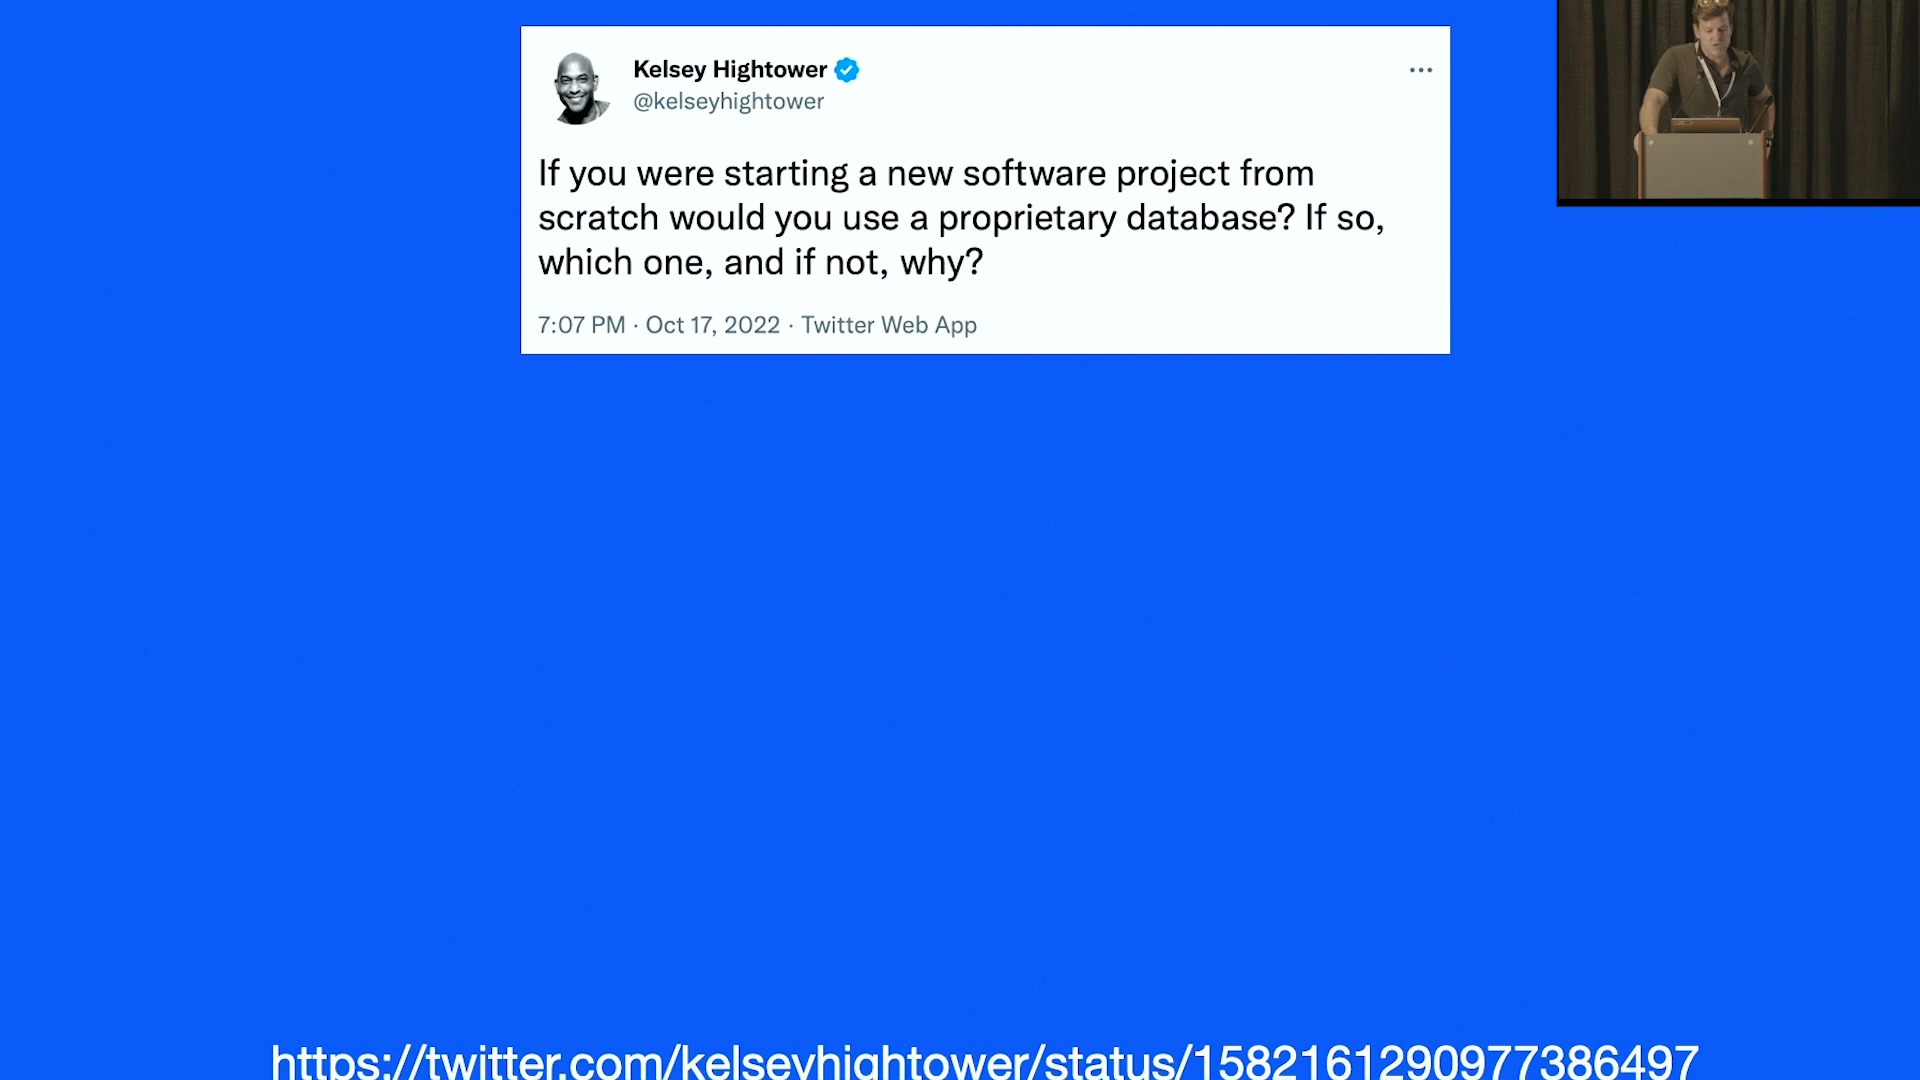 Kelsey Hightower
@kelseyhightower
If you were starting a new software project from
scratch would you use a proprietary database? If so,
which one, and if not, why?
7:07 PM · Oct 17, 2022 · Twitter Web App
https://twitter.com/kelseyhightower/status/1582161290977386497